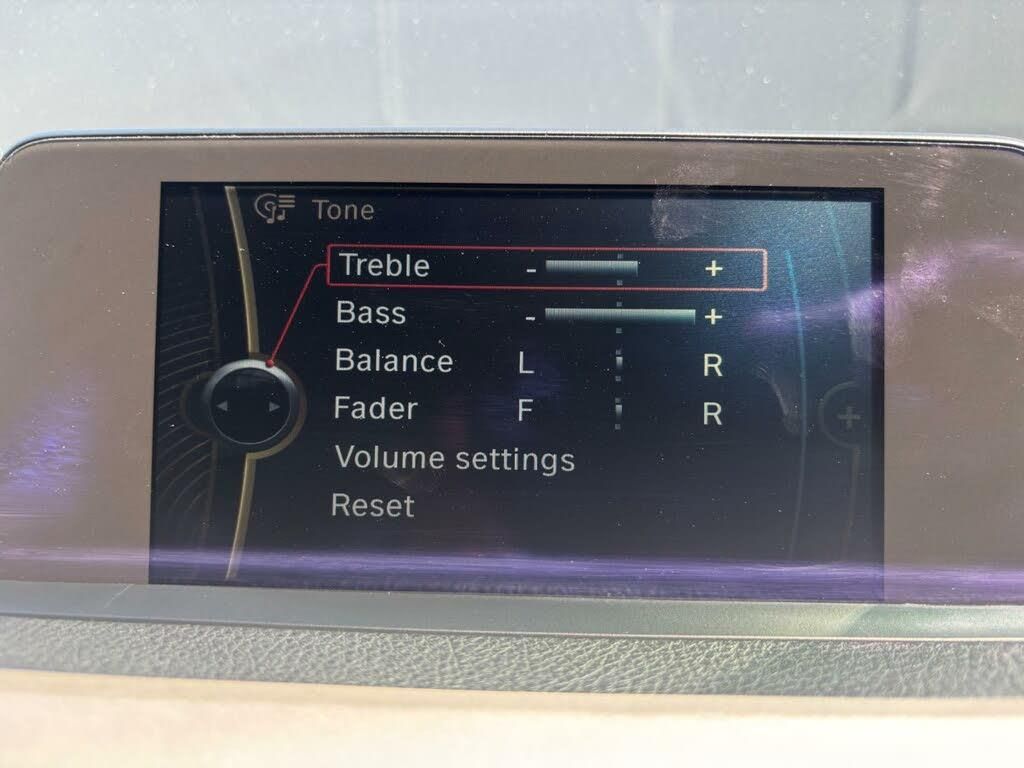 Tone
Treble - +
Bass - +
Balance L R
Fader F R
Volume settings
Reset